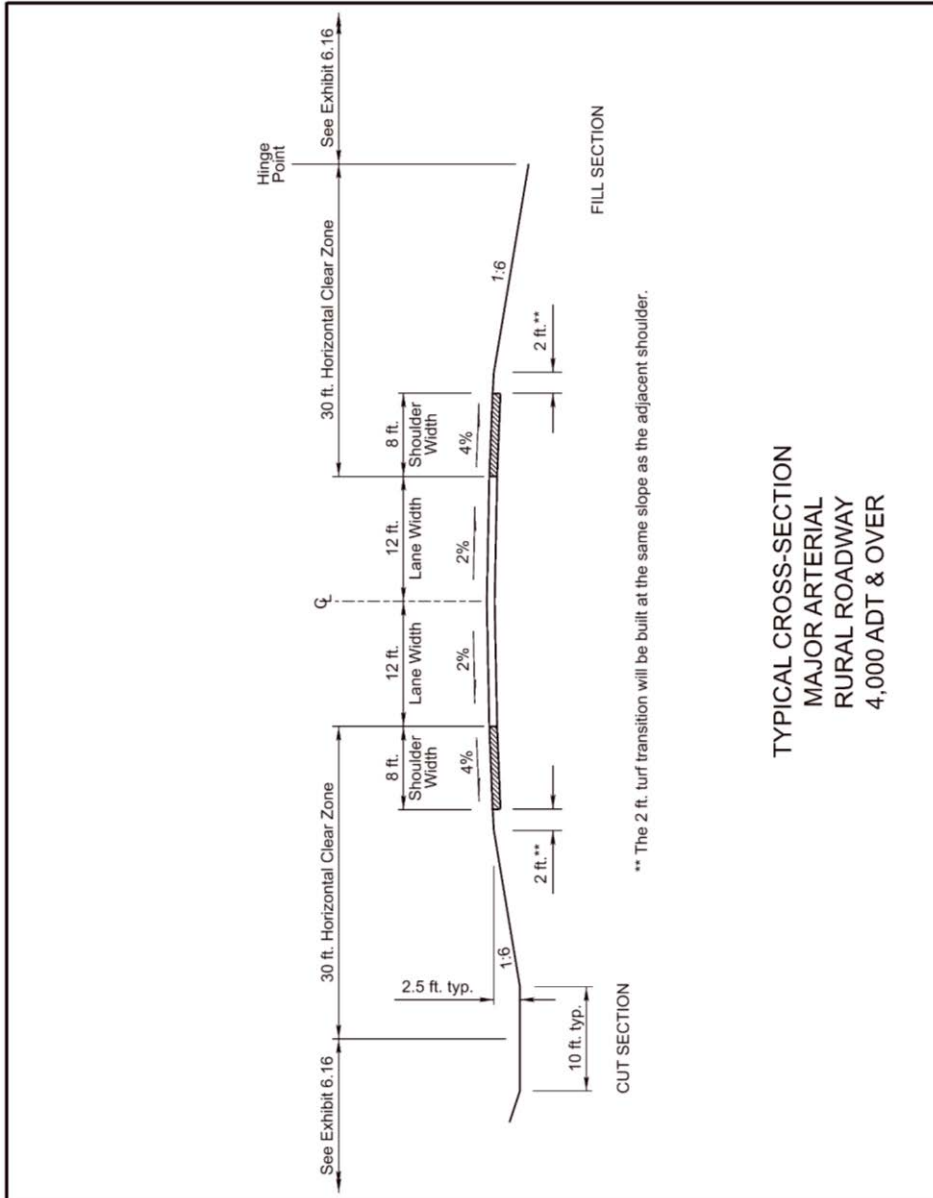 See Exhibit 6.16
30 ft. Horizontal Clear Zone
30 ft. Horizontal Clear Zone
See Exhibit 6.16
Hinge
Point
8 ft.
Shoulder
Width
12 ft.
Lane Width
℄
12 ft.
Lane Width
8 ft.
Shoulder
Width
4%
2%
2%
4%
2.5 ft. typ.
1:6
1:6
2 ft.**
2 ft.**
10 ft. typ.
CUT SECTION
FILL SECTION
** The 2 ft. turf transition will be built at the same slope as the adjacent shoulder.
TYPICAL CROSS-SECTION
MAJOR ARTERIAL
RURAL ROADWAY
4,000 ADT & OVER